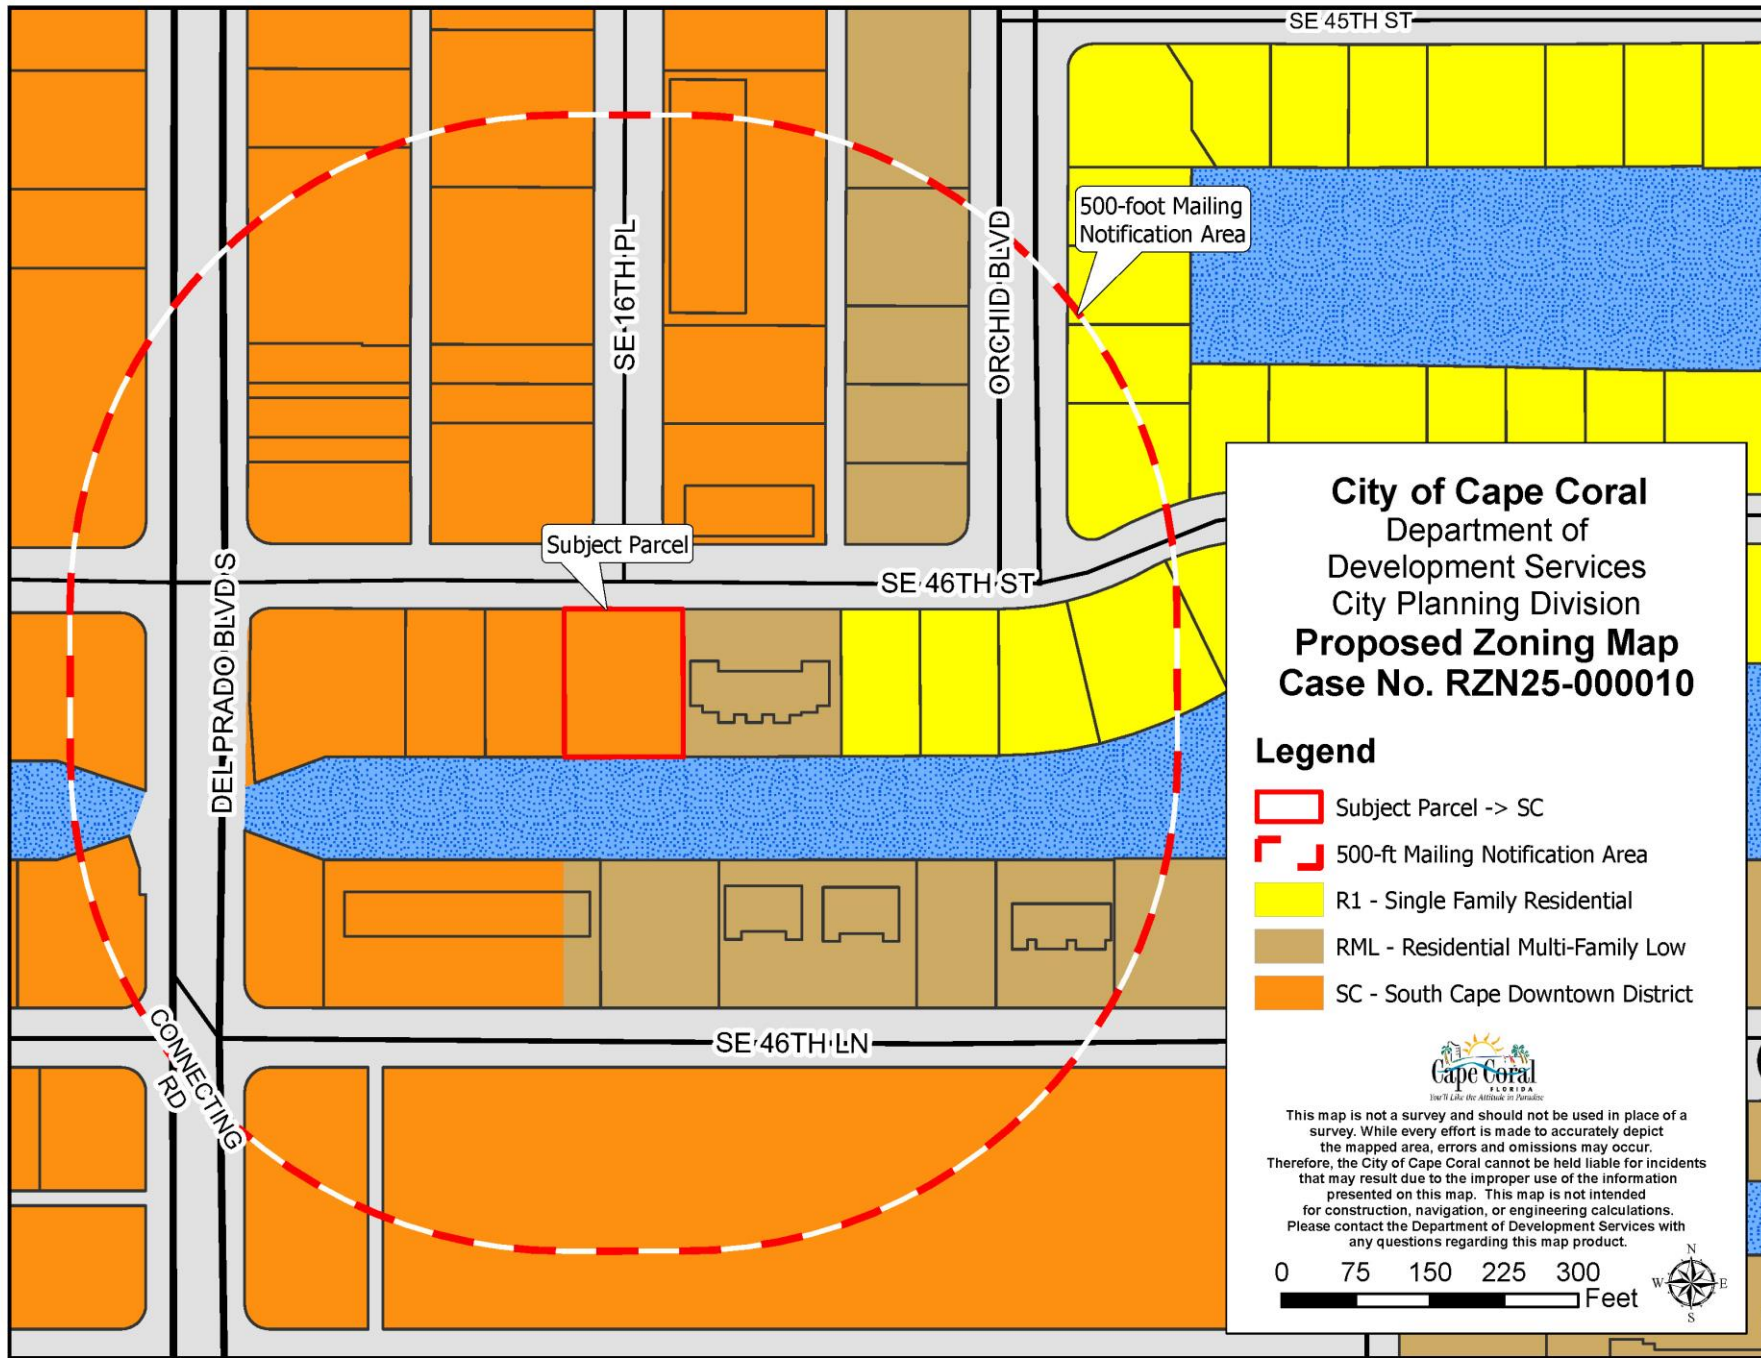 SE 45TH ST
500-foot Mailing
Notification Area
SE 16TH PL
ORCHID BLVD
Subject Parcel
SE 46TH ST
DEL PRADO BLVD S
CONNECTING
RD
SE 46TH LN
City of Cape Coral
Department of
Development Services
City Planning Division
Proposed Zoning Map
Case No. RZN25-000010
Legend
Subject Parcel -> SC
500-ft Mailing Notification Area
R1 - Single Family Residential
RML - Residential Multi-Family Low
SC - South Cape Downtown District
Cape Coral
FLORIDA
You'll Like the Attitude in Paradise
This map is not a survey and should not be used in place of a
survey. While every effort is made to accurately depict
the mapped area, errors and omissions may occur.
Therefore, the City of Cape Coral cannot be held liable for incidents
that may result due to the improper use of the information
presented on this map. This map is not intended
for construction, navigation, or engineering calculations.
Please contact the Department of Development Services with
any questions regarding this map product.
0 75 150 225 300
Feet
N
W E
S